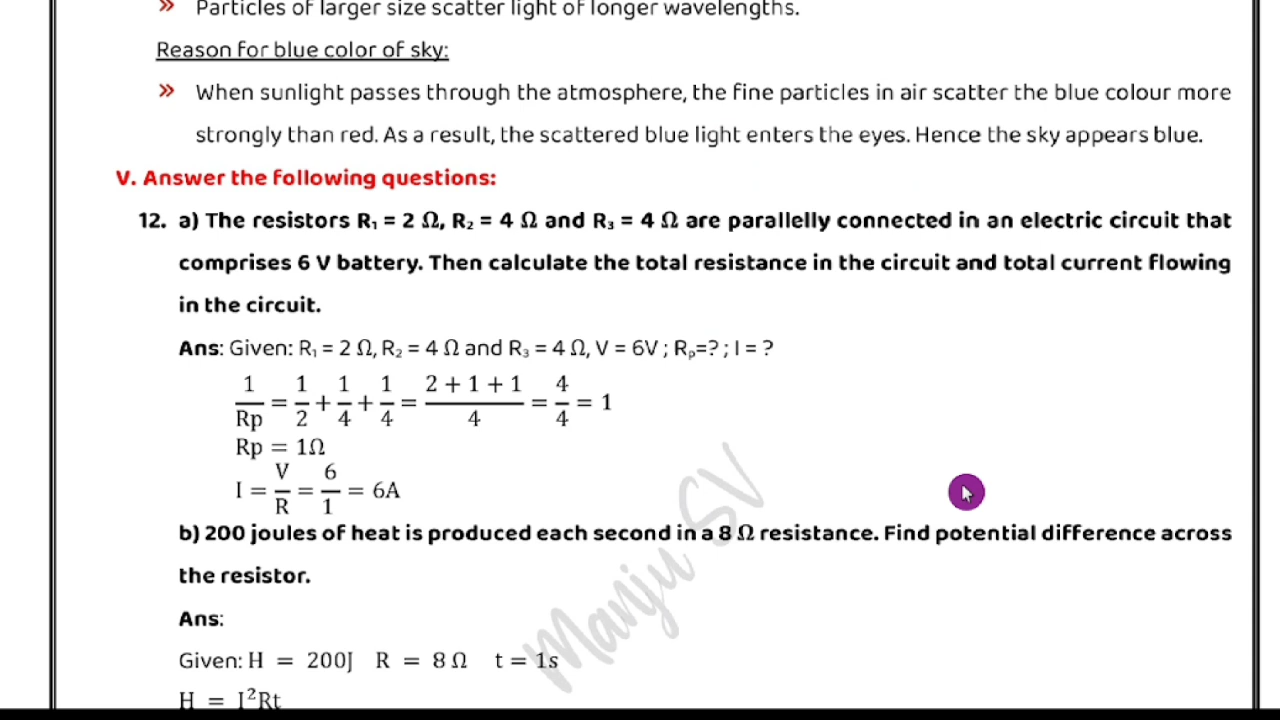 » Particles of larger size scatter light of longer wavelengths.
Reason for blue color of sky:
» When sunlight passes through the atmosphere, the fine particles in air scatter the blue colour more
strongly than red. As a result, the scattered blue light enters the eyes. Hence the sky appears blue.
V. Answer the following questions:
12. a) The resistors R₁ = 2 Ω, R₂ = 4 Ω and R₃ = 4 Ω are parallelly connected in an electric circuit that
comprises 6 V battery. Then calculate the total resistance in the circuit and total current flowing
in the circuit.
Ans: Given: R₁ = 2 Ω, R₂ = 4 Ω and R₃ = 4 Ω, V = 6V ; Rₚ=? ; I = ?
1/Rp = 1/2 + 1/4 + 1/4 = (2 + 1 + 1)/4 = 4/4 = 1
Rp = 1Ω
I = V/R = 6/1 = 6A
b) 200 joules of heat is produced each second in a 8 Ω resistance. Find potential difference across
the resistor.
Ans:
Given: H = 200J R = 8 Ω t = 1s
H = I²Rt
Manju SV